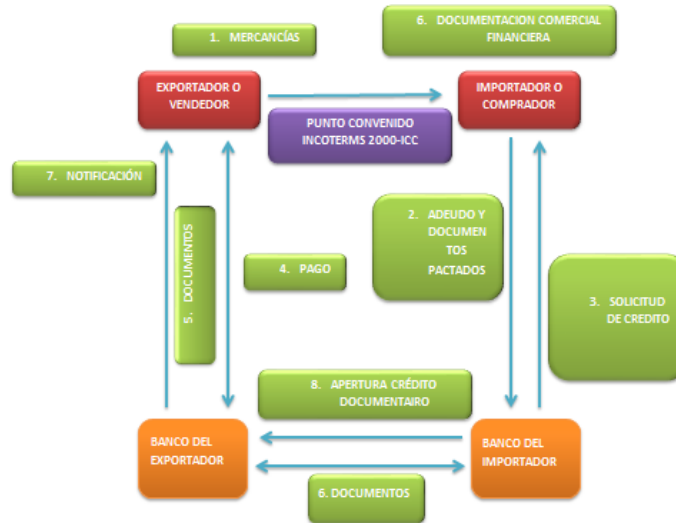 1. MERCANCÍAS
6. DOCUMENTACION COMERCIAL
FINANCIERA
EXPORTADOR O
VENDEDOR
IMPORTADOR O
COMPRADOR
PUNTO CONVENIDO
INCOTERMS 2000-ICC
7. NOTIFICACIÓN
5. DOCUMENTOS
4. PAGO
2. ADEUDO Y
DOCUMEN
TOS
PACTADOS
3. SOLICITUD
DE CREDITO
8. APERTURA CRÉDITO
DOCUMENTAIRO
BANCO DEL
EXPORTADOR
BANCO DEL
IMPORTADOR
6. DOCUMENTOS